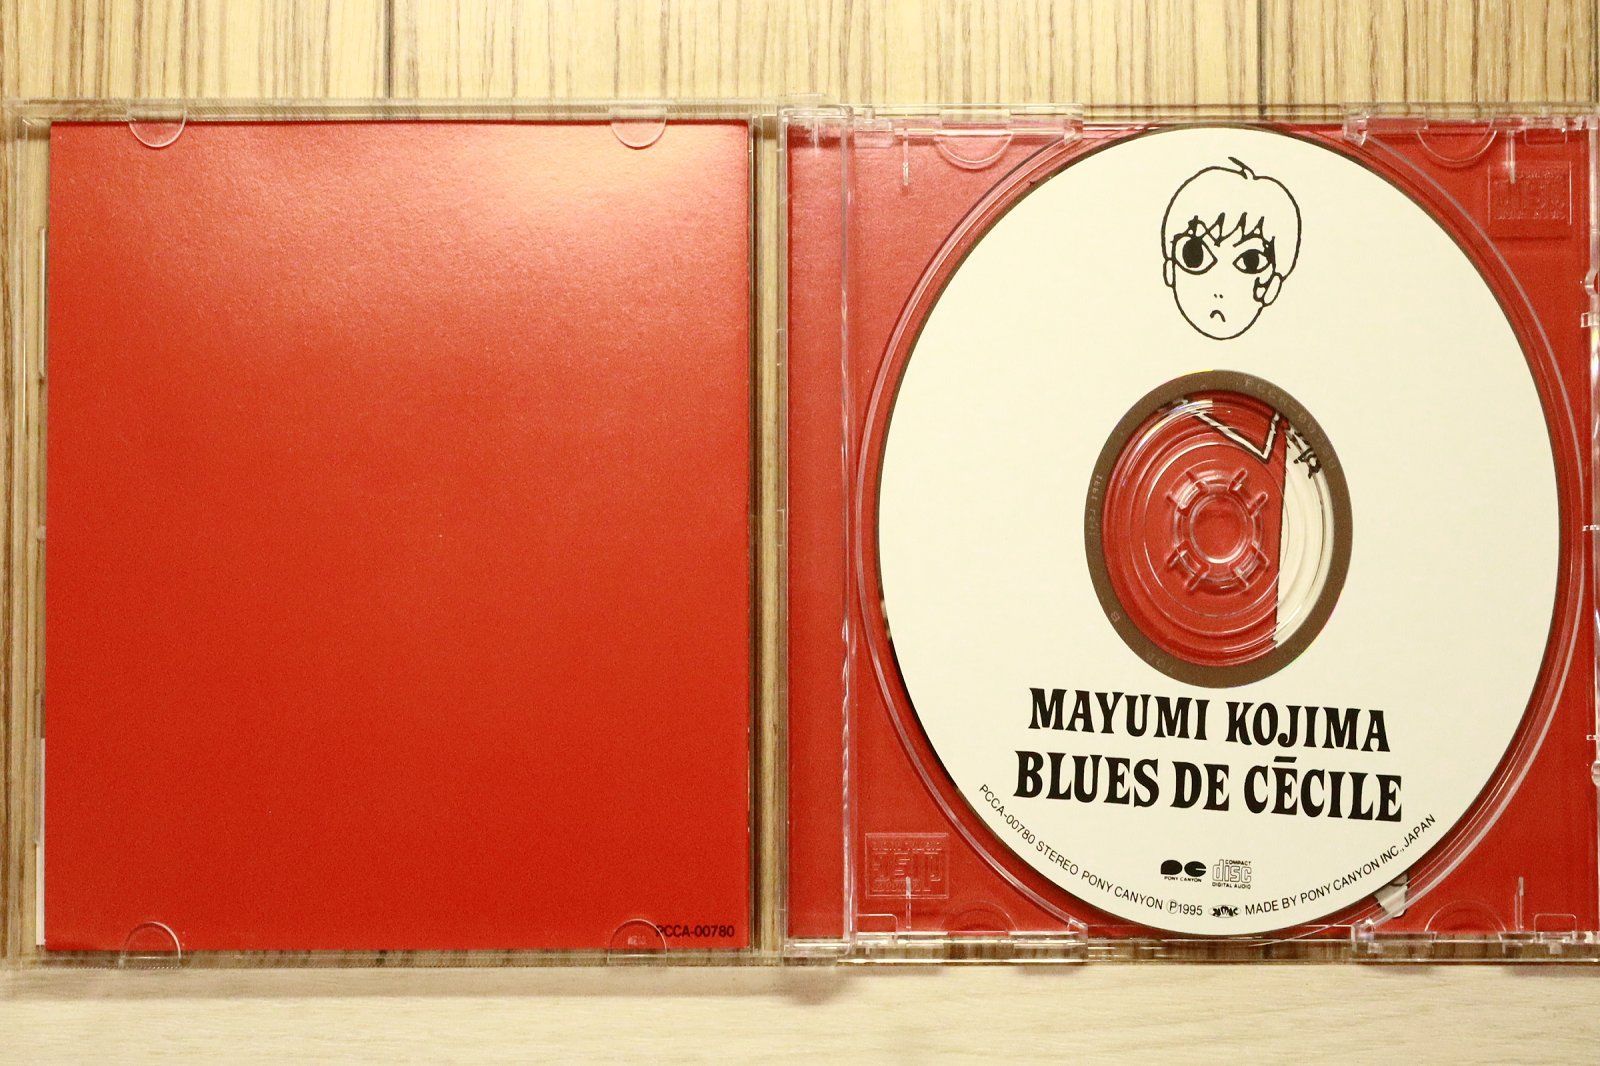 MAYUMI KOJIMA
BLUES DE CĒCILE
PCCA-00780 STEREO PONY CANYON Ⓟ1995
MADE BY PONY CANYON INC., JAPAN
PONY CANYON
COMPACT
disc
DIGITAL AUDIO
PCCA-00780